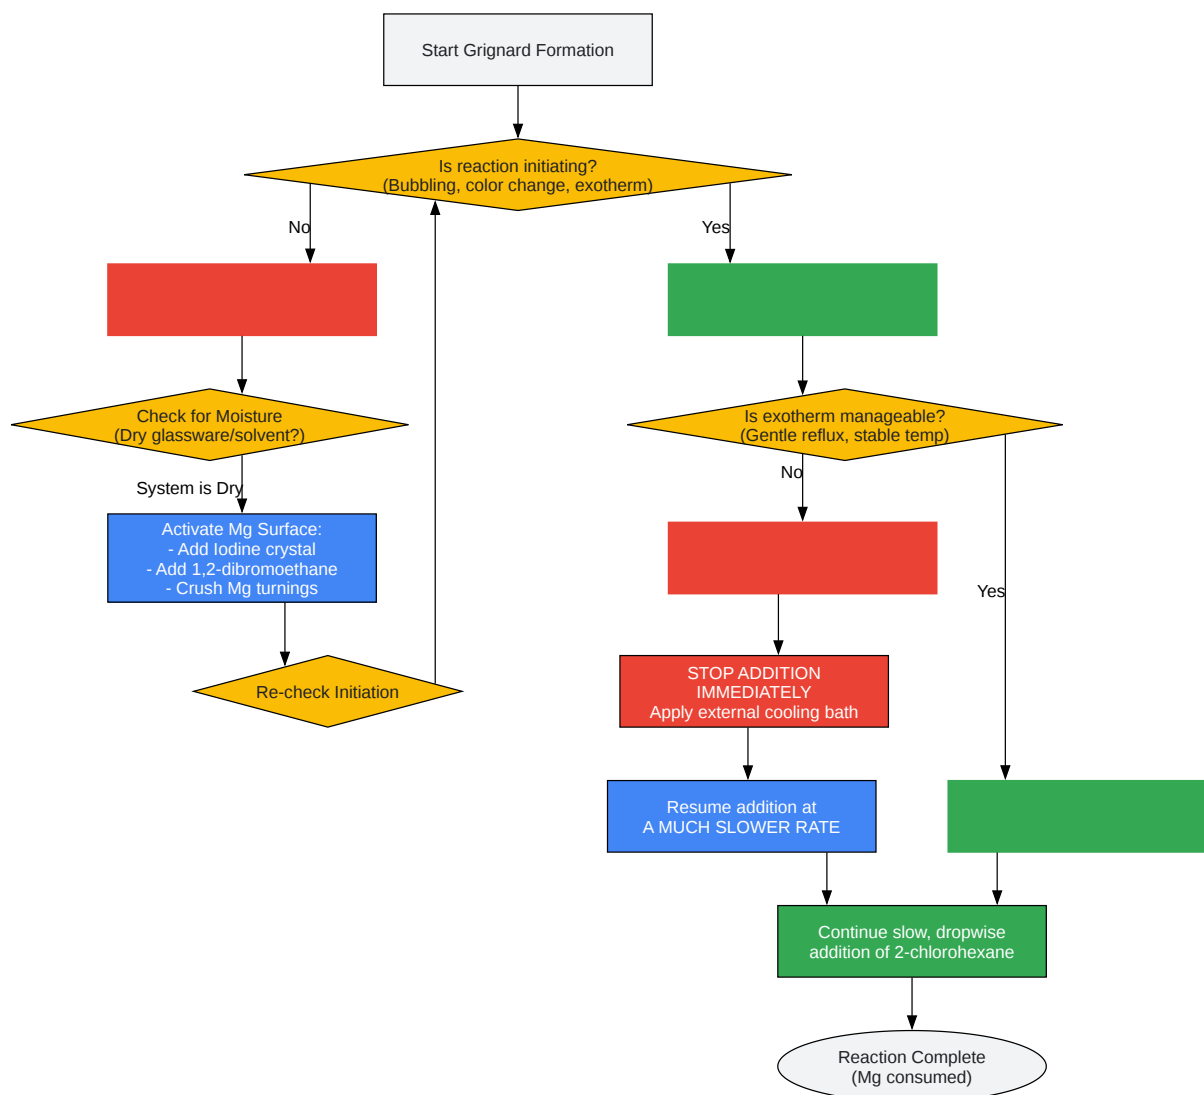 Start Grignard Formation
Is reaction initiating?
(Bubbling, color change, exotherm)
No
Yes
Check for Moisture
(Dry glassware/solvent?)
Is exotherm manageable?
(Gentle reflux, stable temp)
No
System is Dry
Activate Mg Surface:
- Add Iodine crystal
- Add 1,2-dibromoethane
- Crush Mg turnings
Yes
Re-check Initiation
STOP ADDITION
IMMEDIATELY
Apply external cooling bath
Resume addition at
A MUCH SLOWER RATE
Continue slow, dropwise
addition of 2-chlorohexane
Reaction Complete
(Mg consumed)